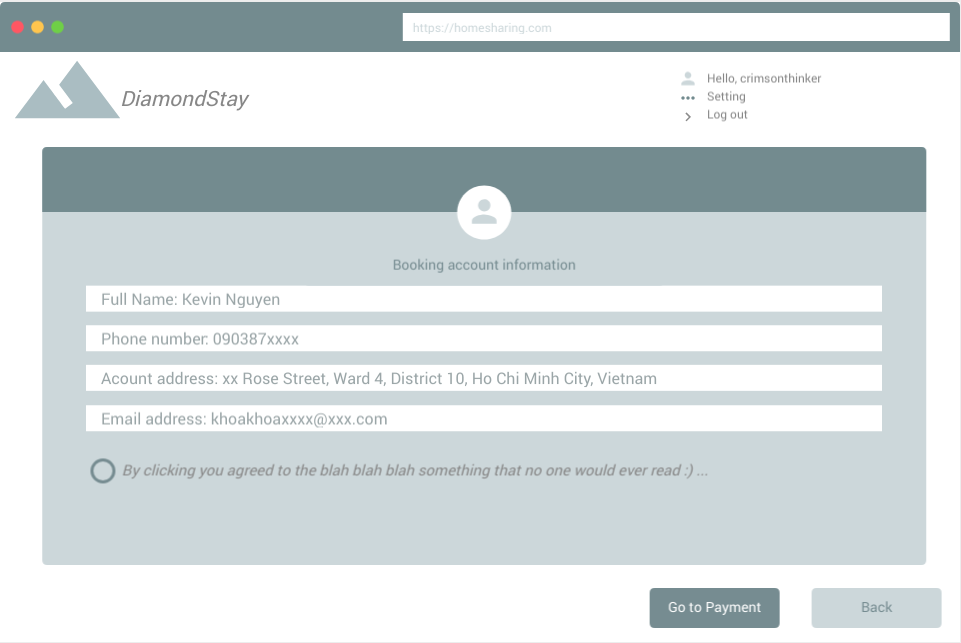 https://homesharing.com
DiamondStay
Hello, crimsonthinker
Setting
Log out
Booking account information
Full Name: Kevin Nguyen
Phone number: 090387xxxx
Acount address: xx Rose Street, Ward 4, District 10, Ho Chi Minh City, Vietnam
Email address: khoakhoaxxxx@xxx.com
By clicking you agreed to the blah blah blah something that no one would ever read :) ...
Go to Payment
Back